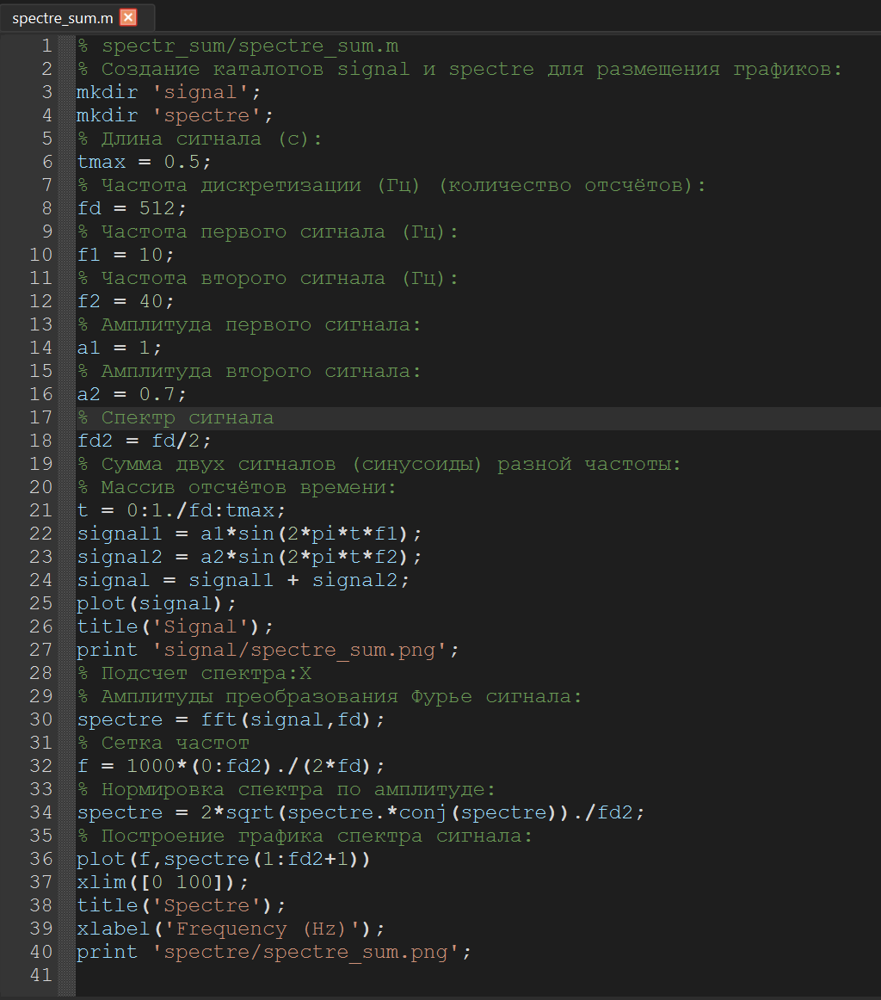 spectre_sum.m
1 % spectr_sum/spectre_sum.m
2 % Создание каталогов signal и spectre для размещения графиков:
3 mkdir 'signal';
4 mkdir 'spectre';
5 % Длина сигнала (с):
6 tmax = 0.5;
7 % Частота дискретизации (Гц) (количество отсчётов):
8 fd = 512;
9 % Частота первого сигнала (Гц):
10 f1 = 10;
11 % Частота второго сигнала (Гц):
12 f2 = 40;
13 % Амплитуда первого сигнала:
14 a1 = 1;
15 % Амплитуда второго сигнала:
16 a2 = 0.7;
17 % Спектр сигнала
18 fd2 = fd/2;
19 % Сумма двух сигналов (синусоиды) разной частоты:
20 % Массив отсчётов времени:
21 t = 0:1./fd:tmax;
22 signal1 = a1*sin(2*pi*t*f1);
23 signal2 = a2*sin(2*pi*t*f2);
24 signal = signal1 + signal2;
25 plot(signal);
26 title('Signal');
27 print 'signal/spectre_sum.png';
28 % Подсчет спектра:X
29 % Амплитуды преобразования Фурье сигнала:
30 spectre = fft(signal,fd);
31 % Сетка частот
32 f = 1000*(0:fd2)./(2*fd);
33 % Нормировка спектра по амплитуде:
34 spectre = 2*sqrt(spectre.*conj(spectre))./fd2;
35 % Построение графика спектра сигнала:
36 plot(f,spectre(1:fd2+1))
37 xlim([0 100]);
38 title('Spectre');
39 xlabel('Frequency (Hz)');
40 print 'spectre/spectre_sum.png';
41